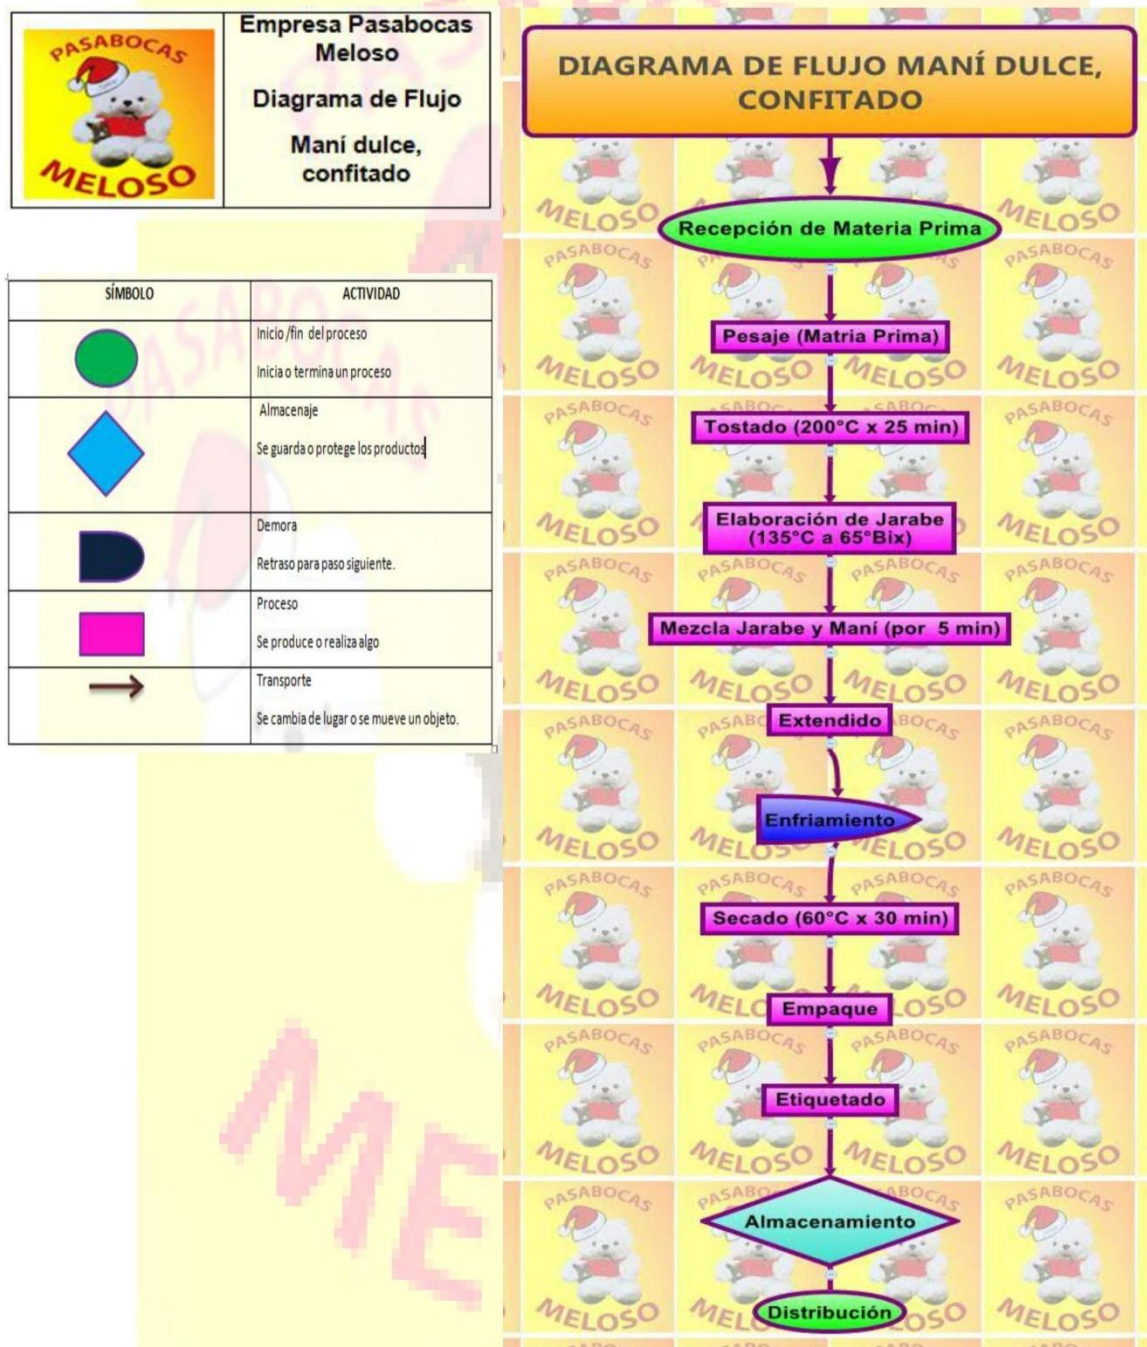 PASABOCAS
MELOSO
Empresa Pasabocas
Meloso
Diagrama de Flujo
Maní dulce,
confitado
SÍMBOLO
ACTIVIDAD
Inicio /fin del proceso
Inicia o termina un proceso
Almacenaje
Se guarda o protege los productos
Demora
Retraso para paso siguiente.
Proceso
Se produce o realiza algo
Transporte
Se cambia de lugar o se mueve un objeto.
DIAGRAMA DE FLUJO MANÍ DULCE,
CONFITADO
Recepción de Materia Prima
Pesaje (Matria Prima)
Tostado (200°C x 25 min)
Elaboración de Jarabe
(135°C a 65°Bix)
Mezcla Jarabe y Maní (por 5 min)
Extendido
Enfriamiento
Secado (60°C x 30 min)
Empaque
Etiquetado
Almacenamiento
Distribución